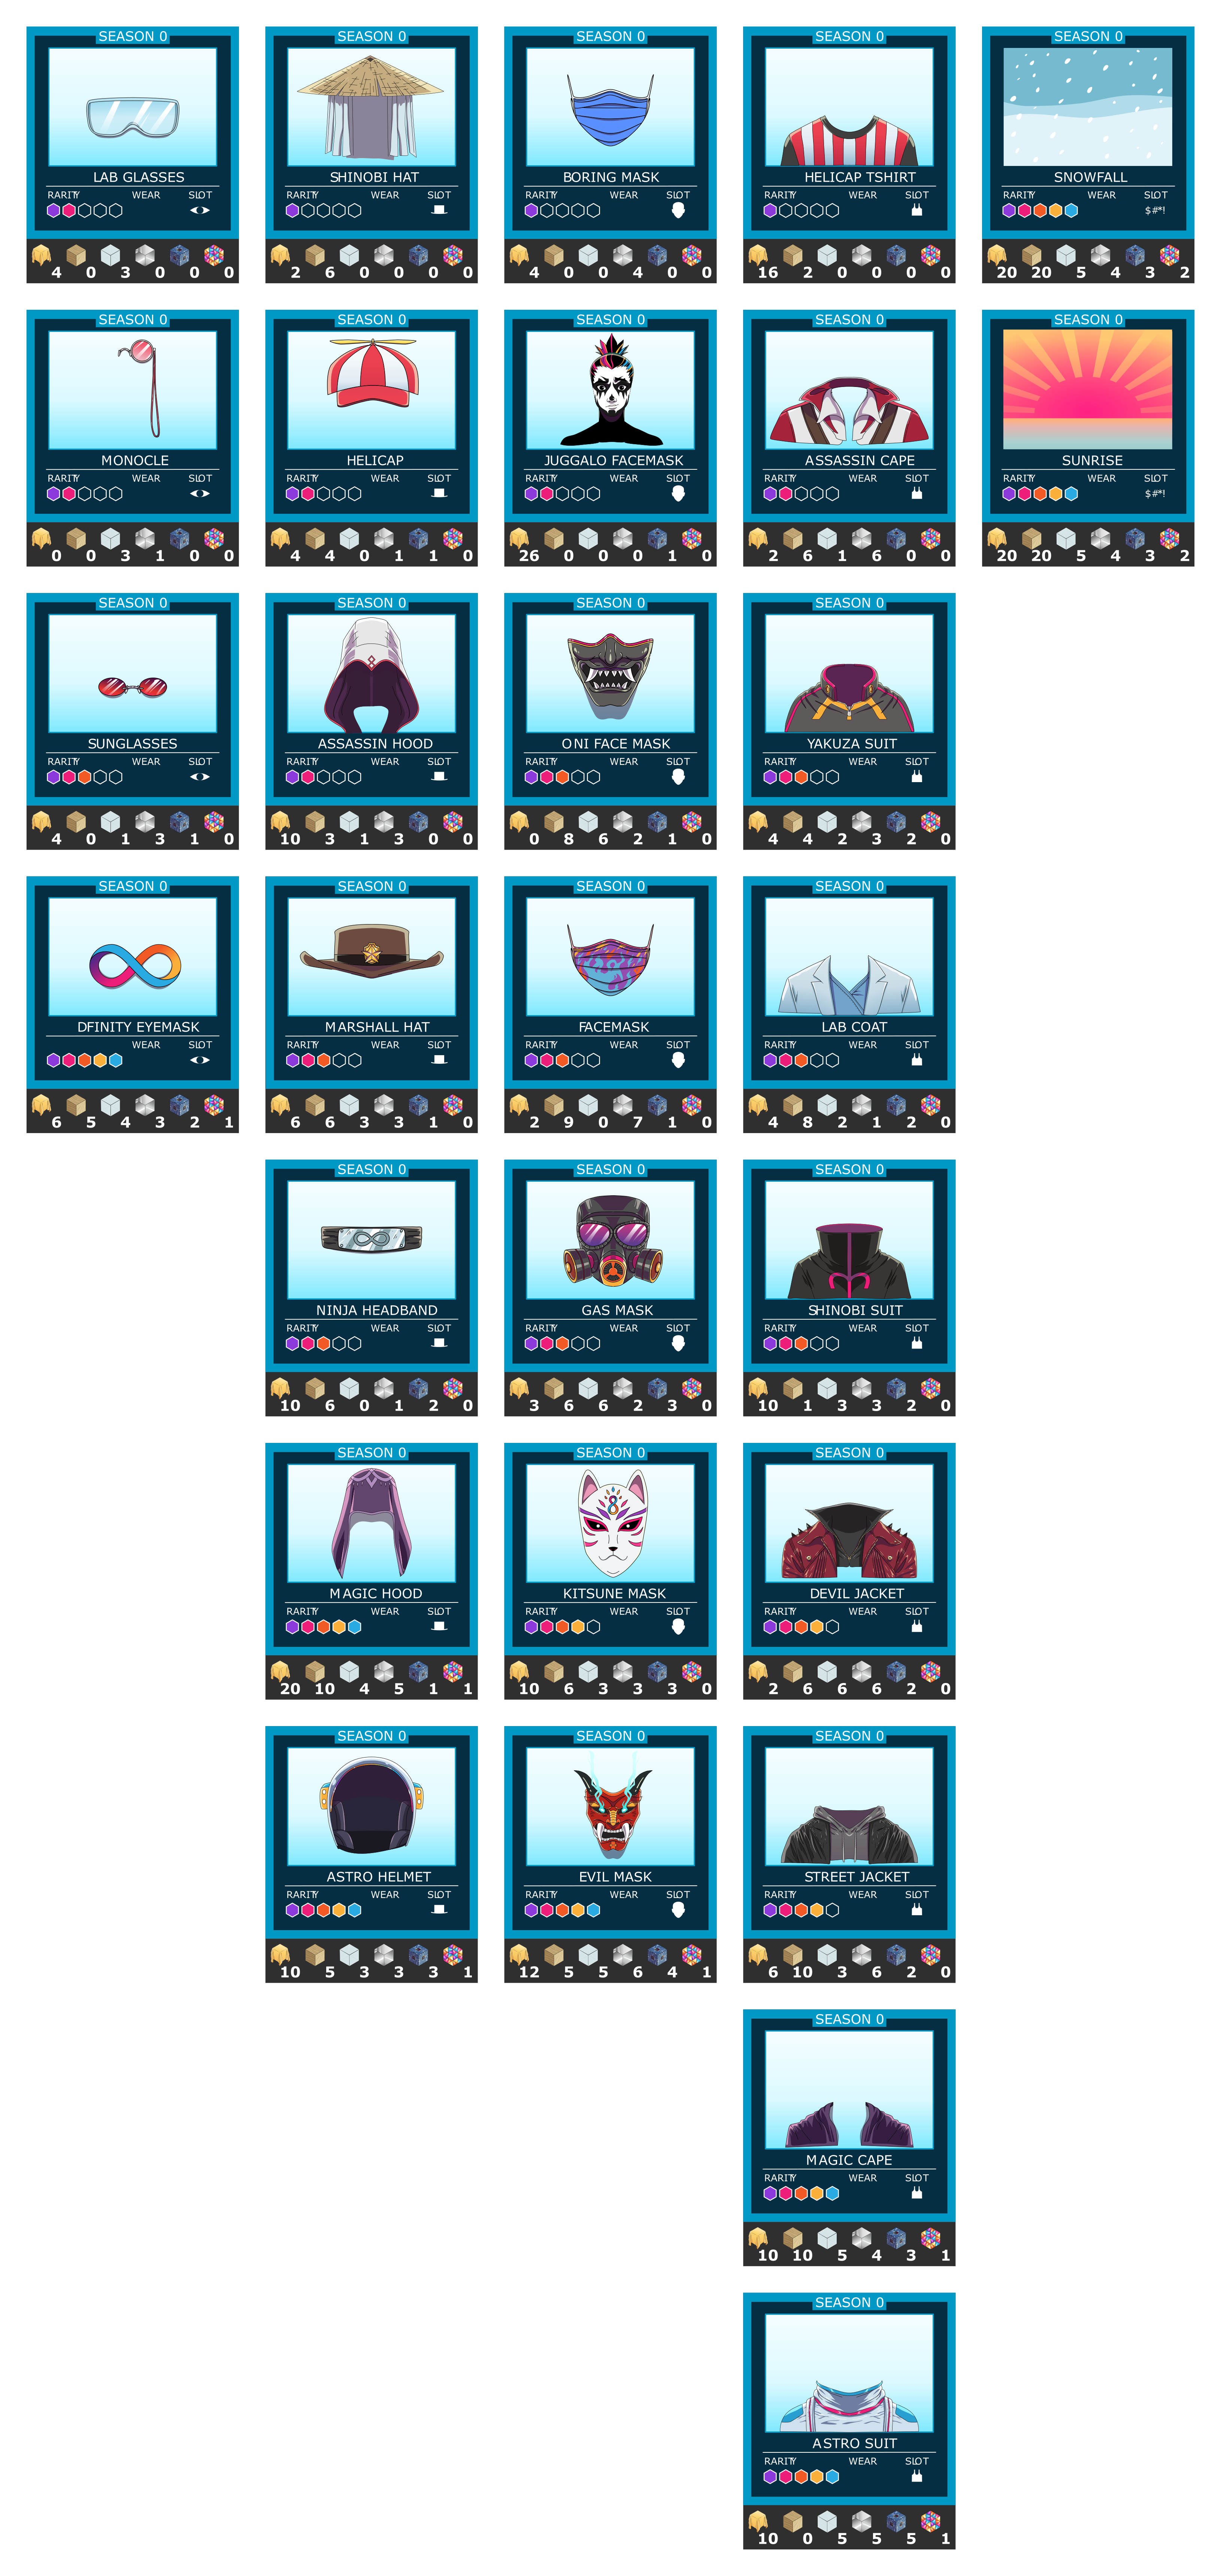 SEASON 0
LAB GLASSES
RARITY WEAR SLOT
4 0 3 0 0 0
SEASON 0
SHINOBI HAT
RARITY WEAR SLOT
2 6 0 0 0 0
SEASON 0
BORING MASK
RARITY WEAR SLOT
4 0 0 4 0 0
SEASON 0
HELICAP TSHIRT
RARITY WEAR SLOT
16 2 0 0 0 0
SEASON 0
SNOWFALL
RARITY WEAR SLOT
$#*!
20 20 5 4 3 2
SEASON 0
MONOCLE
RARITY WEAR SLOT
0 0 3 1 0 0
SEASON 0
HELICAP
RARITY WEAR SLOT
4 4 0 1 1 0
SEASON 0
JUGGALO FACEMASK
RARITY WEAR SLOT
26 0 0 0 1 0
SEASON 0
ASSASSIN CAPE
RARITY WEAR SLOT
2 6 1 6 0 0
SEASON 0
SUNRISE
RARITY WEAR SLOT
$#*!
20 20 5 4 3 2
SEASON 0
SUNGLASSES
RARITY WEAR SLOT
4 0 1 3 1 0
SEASON 0
ASSASSIN HOOD
RARITY WEAR SLOT
10 3 1 3 0 0
SEASON 0
ONI FACE MASK
RARITY WEAR SLOT
0 8 6 2 1 0
SEASON 0
YAKUZA SUIT
RARITY WEAR SLOT
4 4 2 3 2 0
SEASON 0
DFINITY EYEMASK
WEAR SLOT
6 5 4 3 2 1
SEASON 0
MARSHALL HAT
RARITY WEAR SLOT
6 6 3 3 1 0
SEASON 0
FACEMASK
RARITY WEAR SLOT
2 9 0 7 1 0
SEASON 0
LAB COAT
RARITY WEAR SLOT
4 8 2 1 2 0
SEASON 0
NINJA HEADBAND
RARITY WEAR SLOT
10 6 0 1 2 0
SEASON 0
GAS MASK
RARITY WEAR SLOT
3 6 6 2 3 0
SEASON 0
SHINOBI SUIT
RARITY WEAR SLOT
10 1 3 3 2 0
SEASON 0
MAGIC HOOD
RARITY WEAR SLOT
20 10 4 5 1 1
SEASON 0
KITSUNE MASK
RARITY WEAR SLOT
10 6 3 3 3 0
SEASON 0
DEVIL JACKET
RARITY WEAR SLOT
2 6 6 6 2 0
SEASON 0
ASTRO HELMET
RARITY WEAR SLOT
10 5 3 3 3 1
SEASON 0
EVIL MASK
RARITY WEAR SLOT
12 5 5 6 4 1
SEASON 0
STREET JACKET
RARITY WEAR SLOT
6 10 3 6 2 0
SEASON 0
MAGIC CAPE
RARITY WEAR SLOT
10 10 5 4 3 1
SEASON 0
ASTRO SUIT
RARITY WEAR SLOT
10 0 5 5 5 1